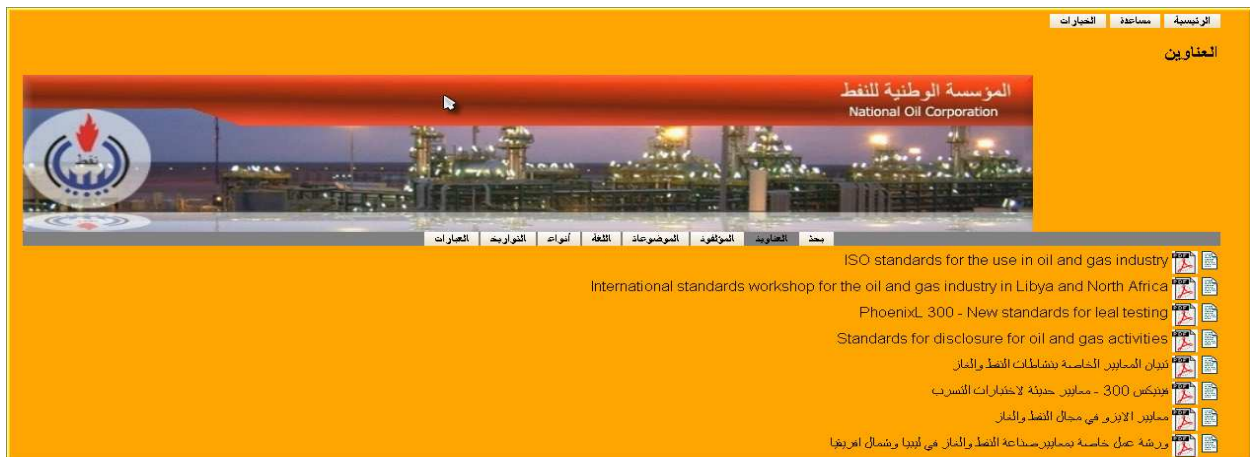 الرئيسية مساعدة الخيارات
العناوين
المؤسسة الوطنية للنفط
National Oil Corporation
نفط
بحث العناوين المؤلفون الموضوعات اللغة أنواع التواريخ العبارات
ISO standards for the use in oil and gas industry
International standards workshop for the oil and gas industry in Libya and North Africa
PhoenixL 300 - New standards for leal testing
Standards for disclosure for oil and gas activities
تبيان المعايير الخاصة بنشاطات النفط والغاز
فينيكس 300 - معايير حديثة لاختبارات التسرب
معايير الايزو في مجال النفط والغاز
ورشة عمل خاصة بمعايير صناعة النفط والغاز في ليبيا وشمال افريقيا